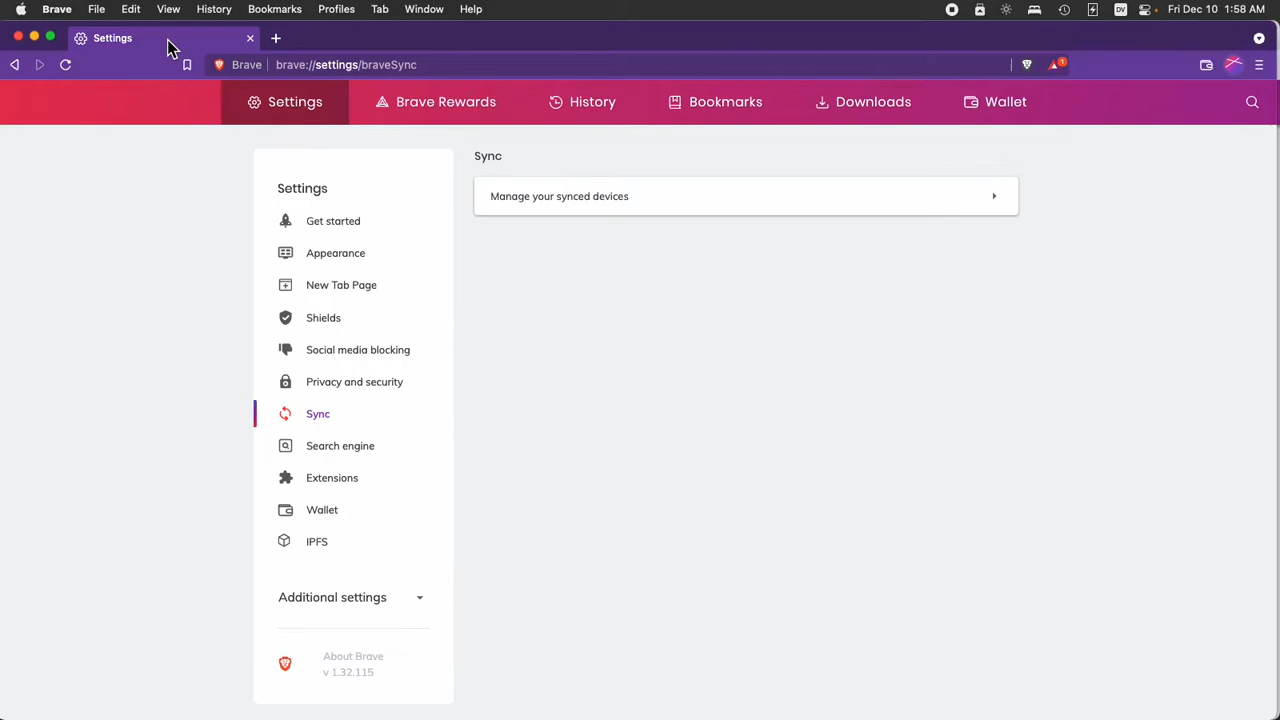 Brave File Edit View History Bookmarks Profiles Tab Window Help Fri Dec 10 1:58 AM
Settings
Brave brave://settings/braveSync 1
Settings Brave Rewards History Bookmarks Downloads Wallet
Sync
Manage your synced devices
Settings
Get started
Appearance
New Tab Page
Shields
Social media blocking
Privacy and security
Sync
Search engine
Extensions
Wallet
IPFS
Additional settings
About Brave
v 1.32.115